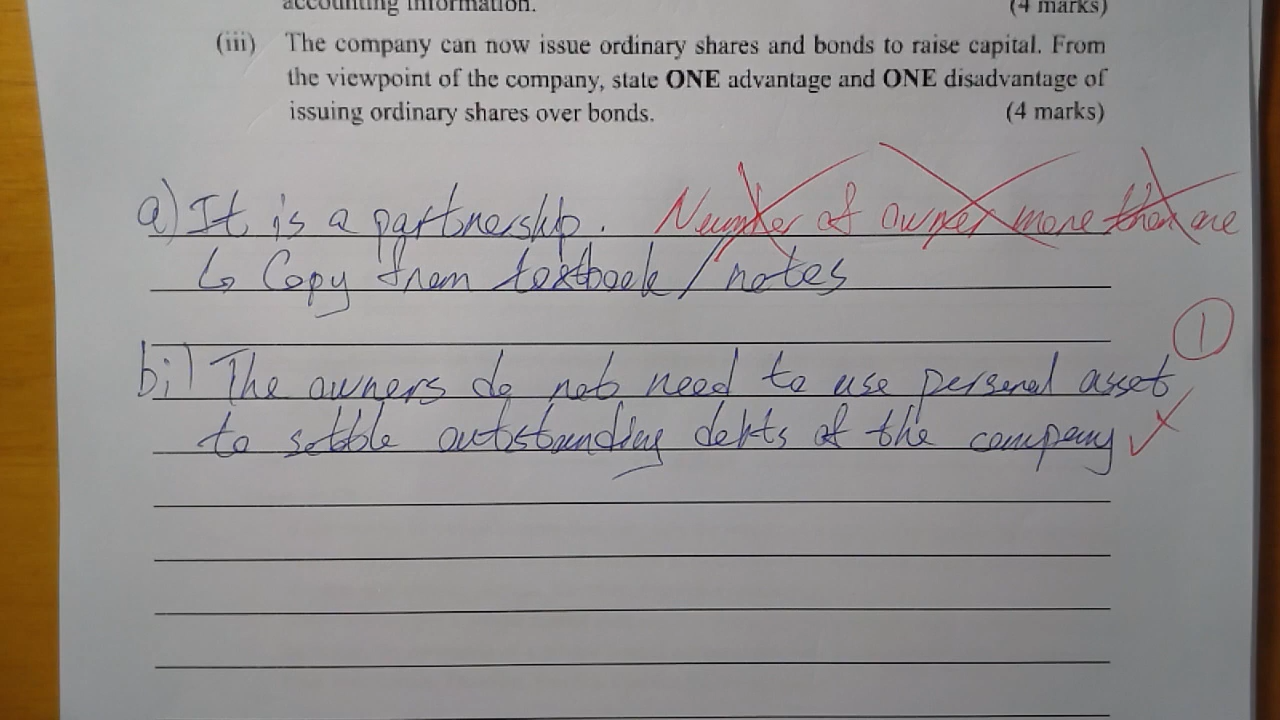 accounting information. (4 marks)
(iii) The company can now issue ordinary shares and bonds to raise capital. From
the viewpoint of the company, state ONE advantage and ONE disadvantage of
issuing ordinary shares over bonds. (4 marks)
a) It is a partnership. Number of owner more than one
↳ Copy from textbook / notes
1
bi) The owners do not need to use personal asset
to settle outstanding debts of the company ✓